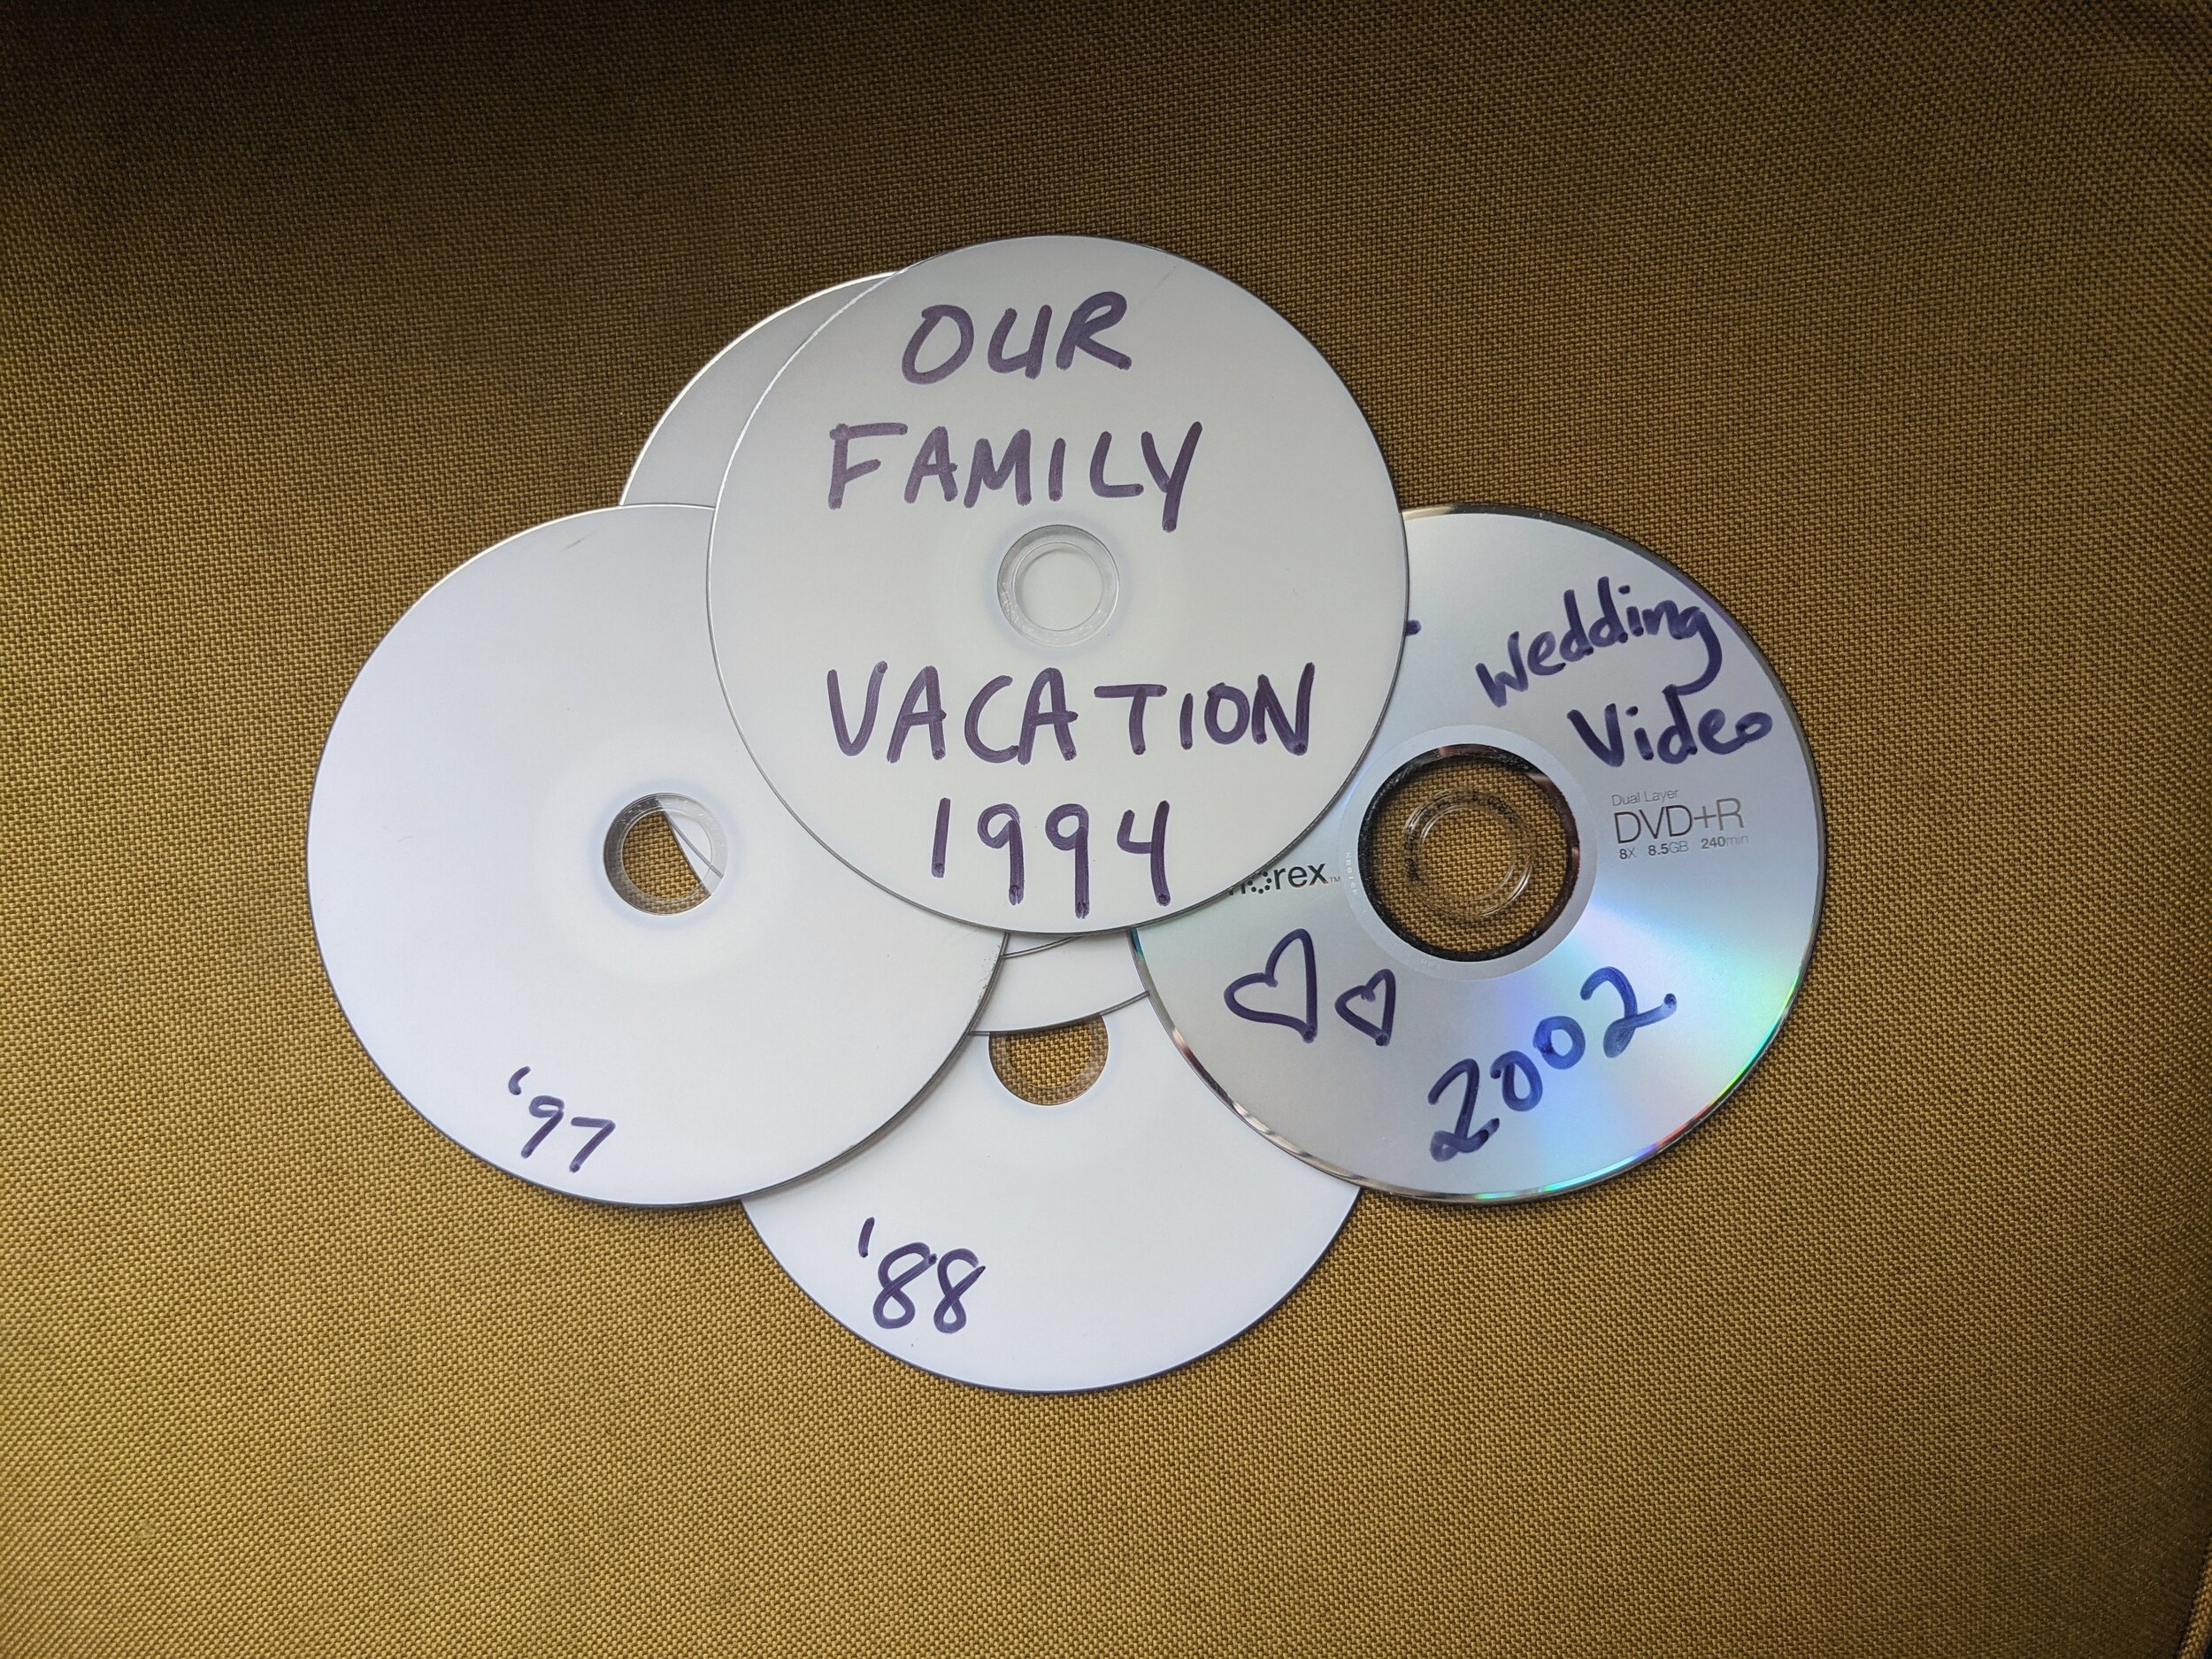 OUR
FAMILY
VACATION
1994
Wedding
Video
Dual Layer
DVD+R
8X 8.5GB 240min
2002
'97
'88